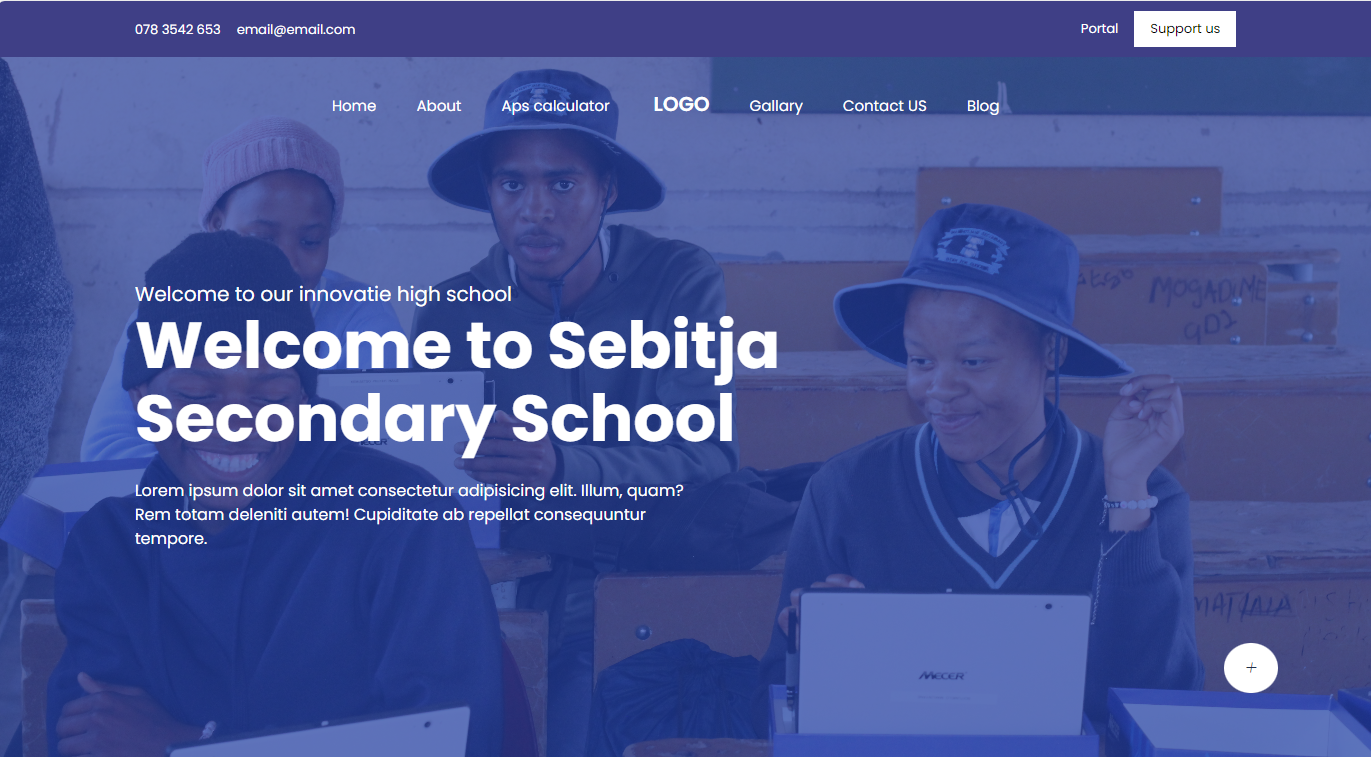 078 3542 653 email@email.com Portal Support us
Home About Aps calculator LOGO Gallary Contact US Blog
Welcome to our innovatie high school
Welcome to Sebitja
Secondary School
Lorem ipsum dolor sit amet consectetur adipisicing elit. Illum, quam?
Rem totam deleniti autem! Cupiditate ab repellat consequuntur
tempore.
MOGADIME
MECER
MECER
+